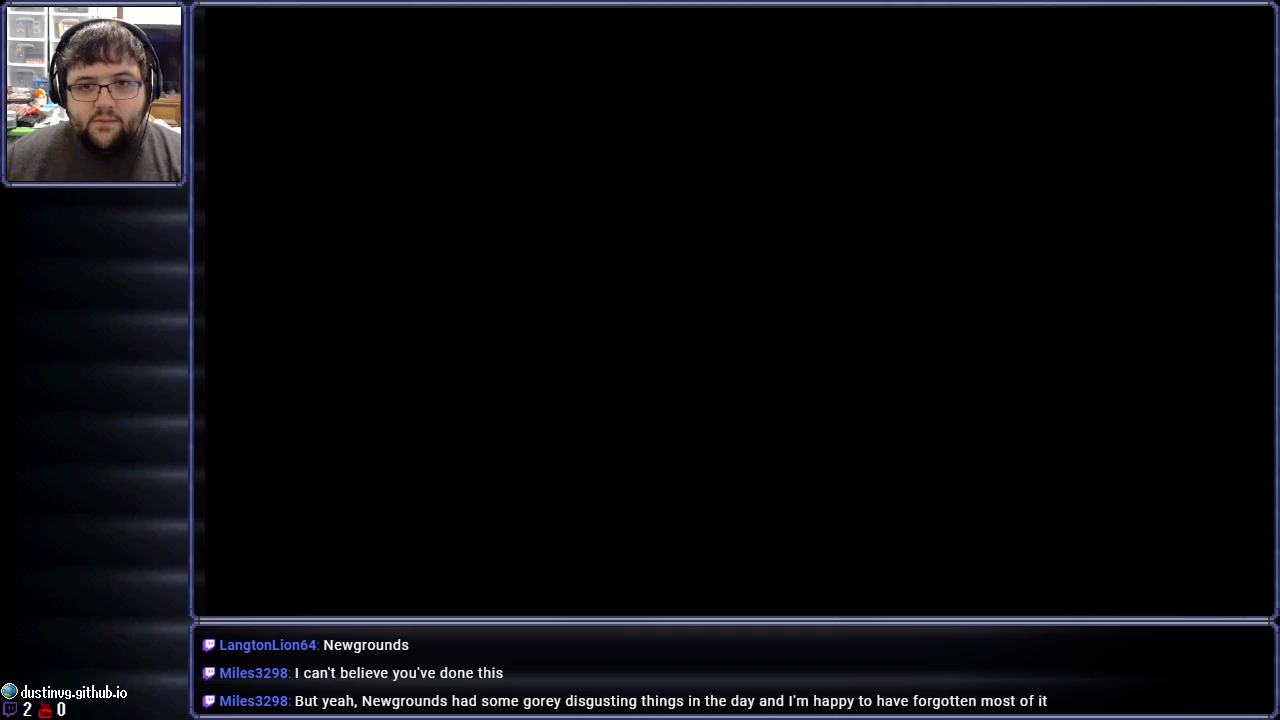 LangtonLion64: Newgrounds
Miles3298: I can't believe you've done this
Miles3298: But yeah, Newgrounds had some gorey disgusting things in the day and I'm happy to have forgotten most of it
dustinvg.github.io
2 0